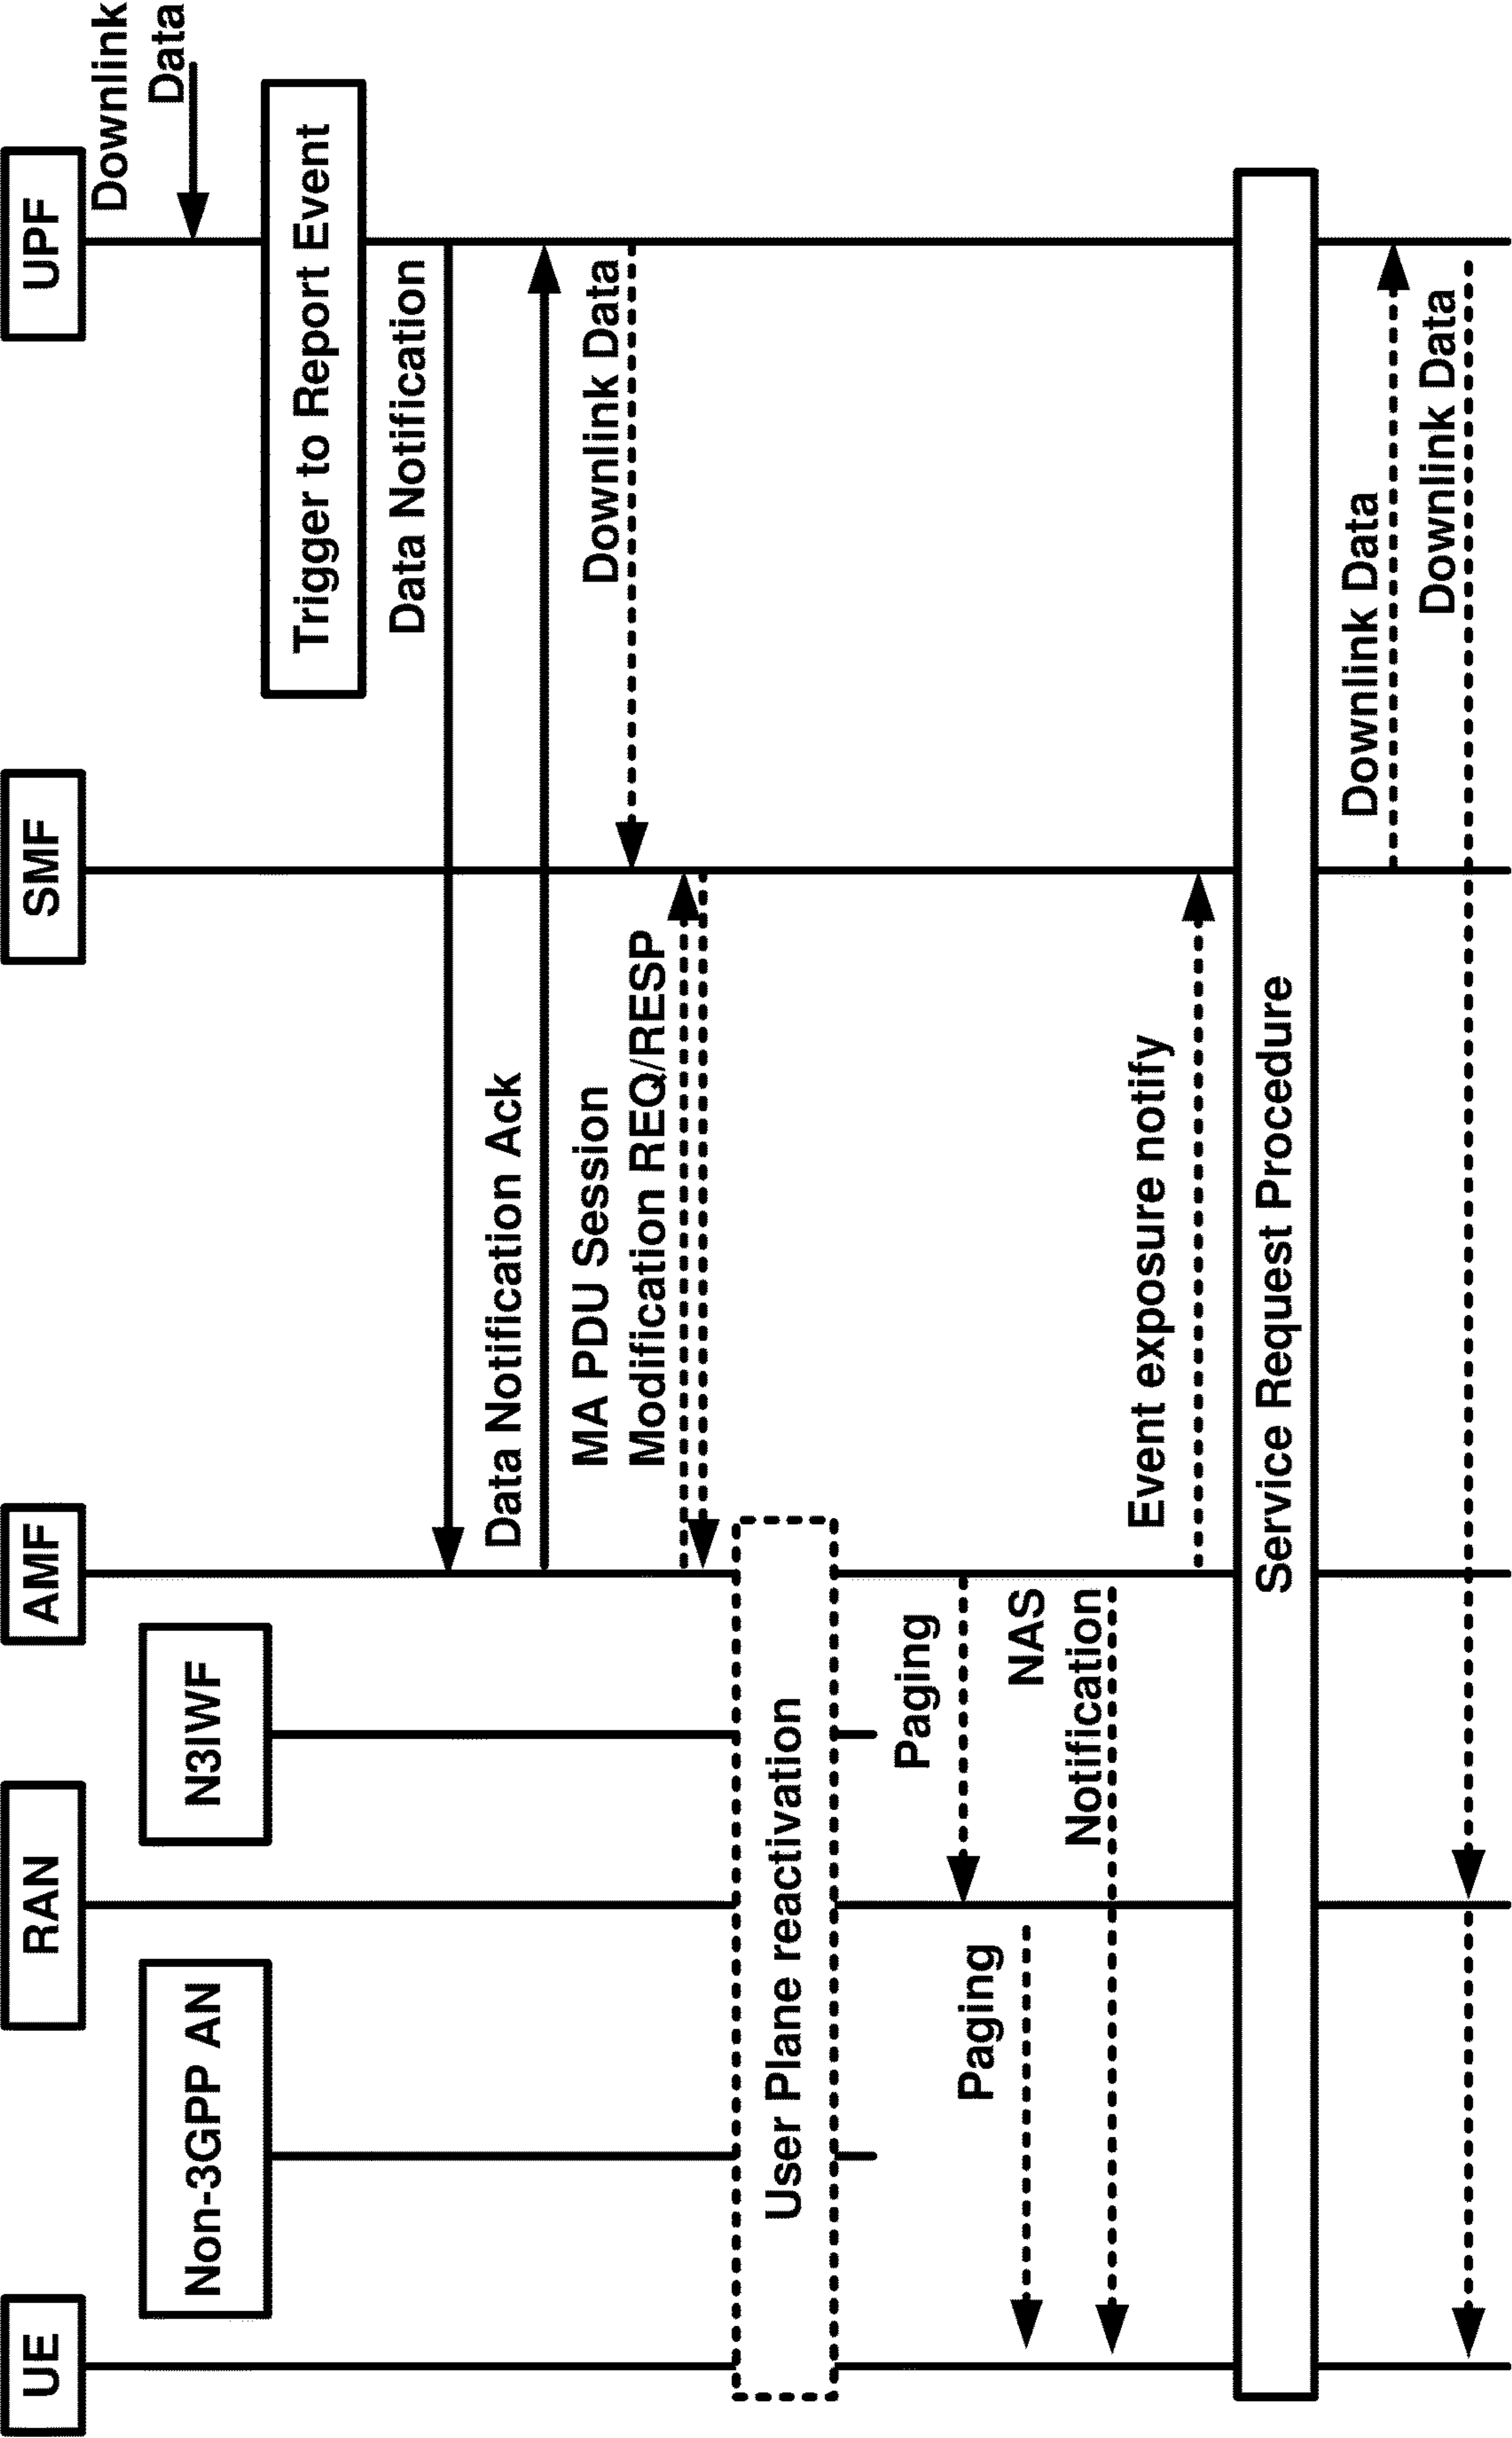 UE
Non-3GPP AN
RAN
N3IWF
AMF
SMF
UPF
Downlink
Data
Trigger to Report Event
Data Notification
Data Notification Ack
Downlink Data
MA PDU Session
Modification REQ/RESP
User Plane reactivation
Paging
Paging
NAS
Notification
Event exposure notify
Service Request Procedure
Downlink Data
Downlink Data